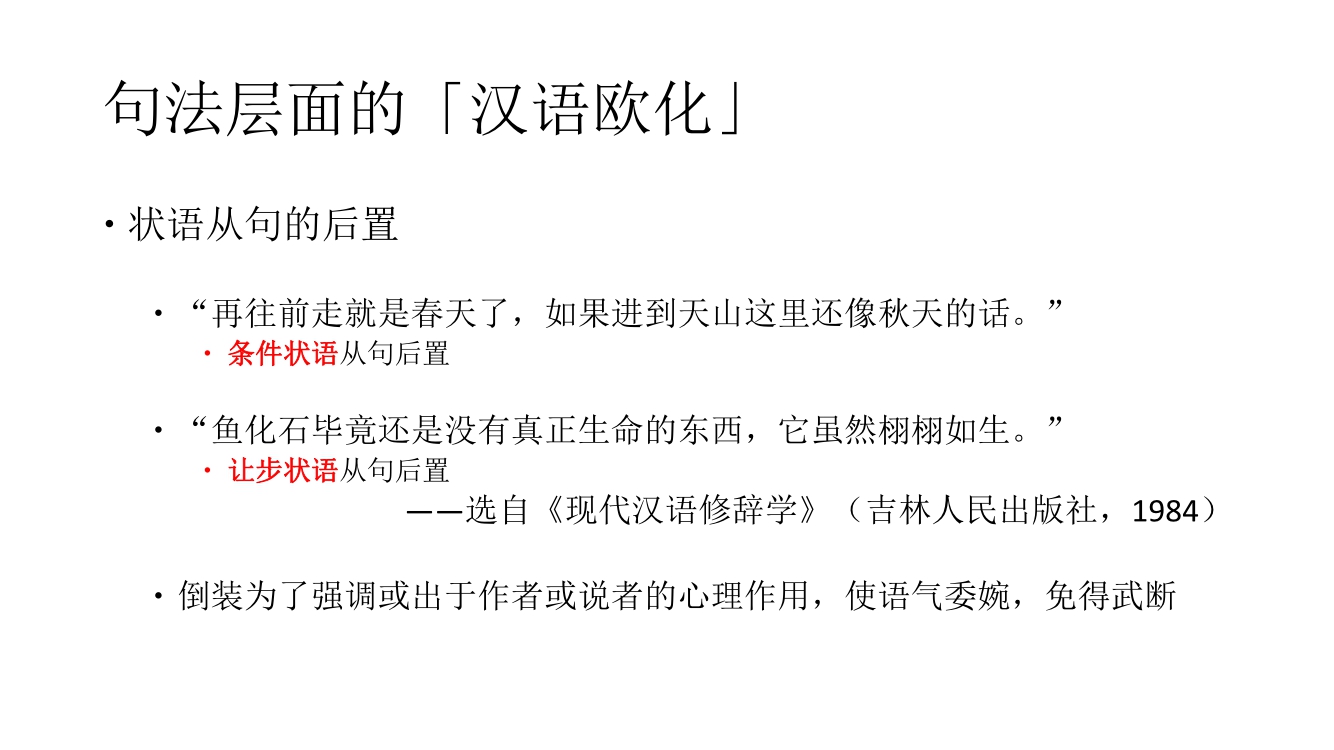 句法层面的「汉语欧化」
• 状语从句的后置
• “再往前走就是春天了，如果进到天山这里还像秋天的话。”
• 条件状语从句后置
• “鱼化石毕竟还是没有真正生命的东西，它虽然栩栩如生。”
• 让步状语从句后置
——选自《现代汉语修辞学》（吉林人民出版社，1984）
• 倒装为了强调或出于作者或说者的心理作用，使语气委婉，免得武断